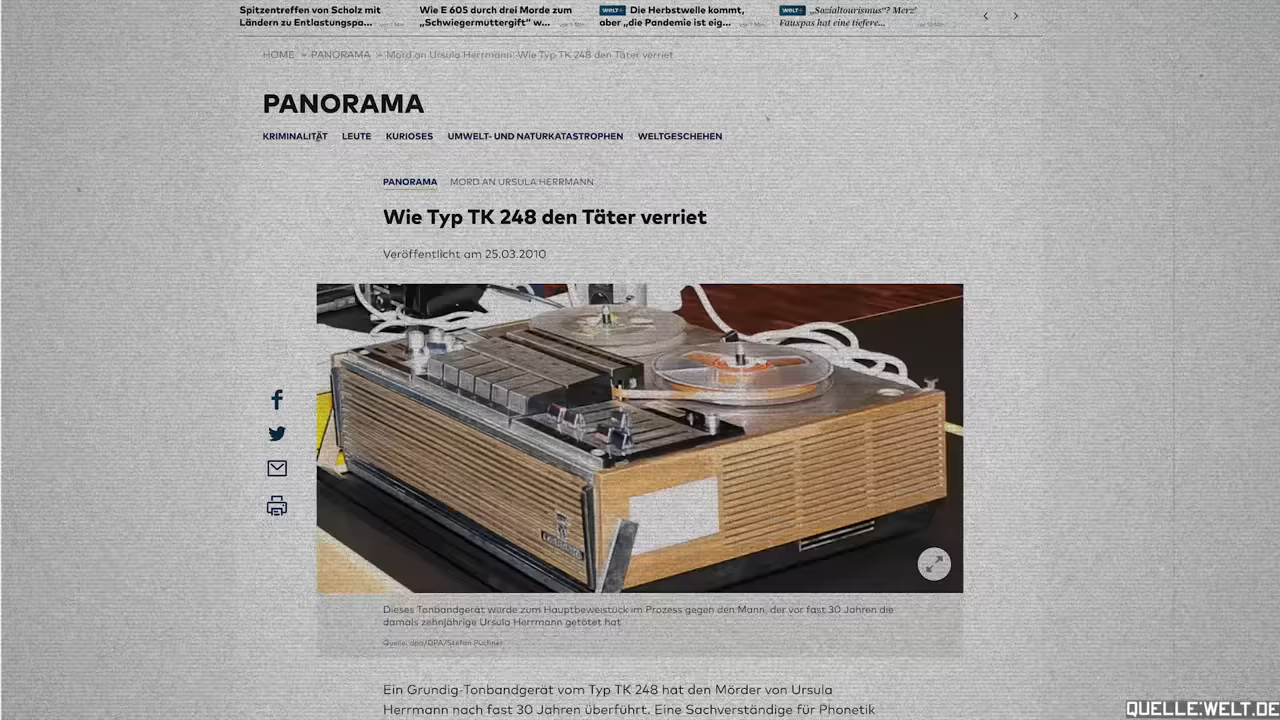 Spitzentreffen von Scholz mit
Ländern zu Entlastungspa...
Wie E 605 durch drei Morde zum
„Schwiegermuttergift“ w...
WELT+ Die Herbstwelle kommt,
aber „die Pandemie ist eig...
WELT+ „Sozialtourismus“? Merz’
Fauxpas hat eine tiefere...
HOME » PANORAMA » Mord an Ursula Herrmann: Wie Typ TK 248 den Täter verriet
PANORAMA
KRIMINALITÄT LEUTE KURIOSES UMWELT- UND NATURKATASTROPHEN WELTGESCHEHEN
PANORAMA MORD AN URSULA HERRMANN
Wie Typ TK 248 den Täter verriet
Veröffentlicht am 25.03.2010
Dieses Tonbandgerät wurde zum Hauptbeweisstück im Prozess gegen den Mann, der vor fast 30 Jahren die
damals zehnjährige Ursula Herrmann getötet hat
Quelle: dpa/DPA/Stefan Puchner
Ein Grundig-Tonbandgerät vom Typ TK 248 hat den Mörder von Ursula
Herrmann nach fast 30 Jahren überführt. Eine Sachverständige für Phonetik
QUELLE:WELT.DE